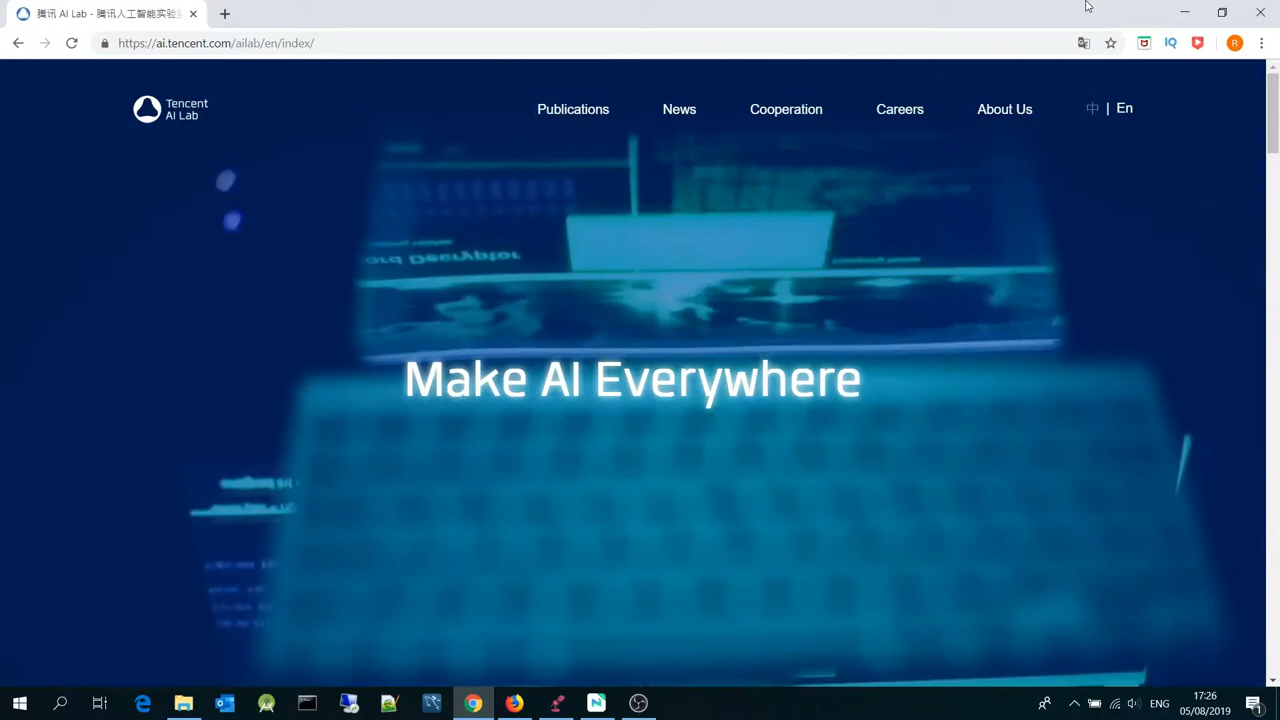 腾讯 AI Lab - 腾讯人工智能实验
https://ai.tencent.com/ailab/en/index/
Tencent
AI Lab
Publications
News
Cooperation
Careers
About Us
中 | En
ord Decryptor
Make AI Everywhere
ENG
17:26
05/08/2019